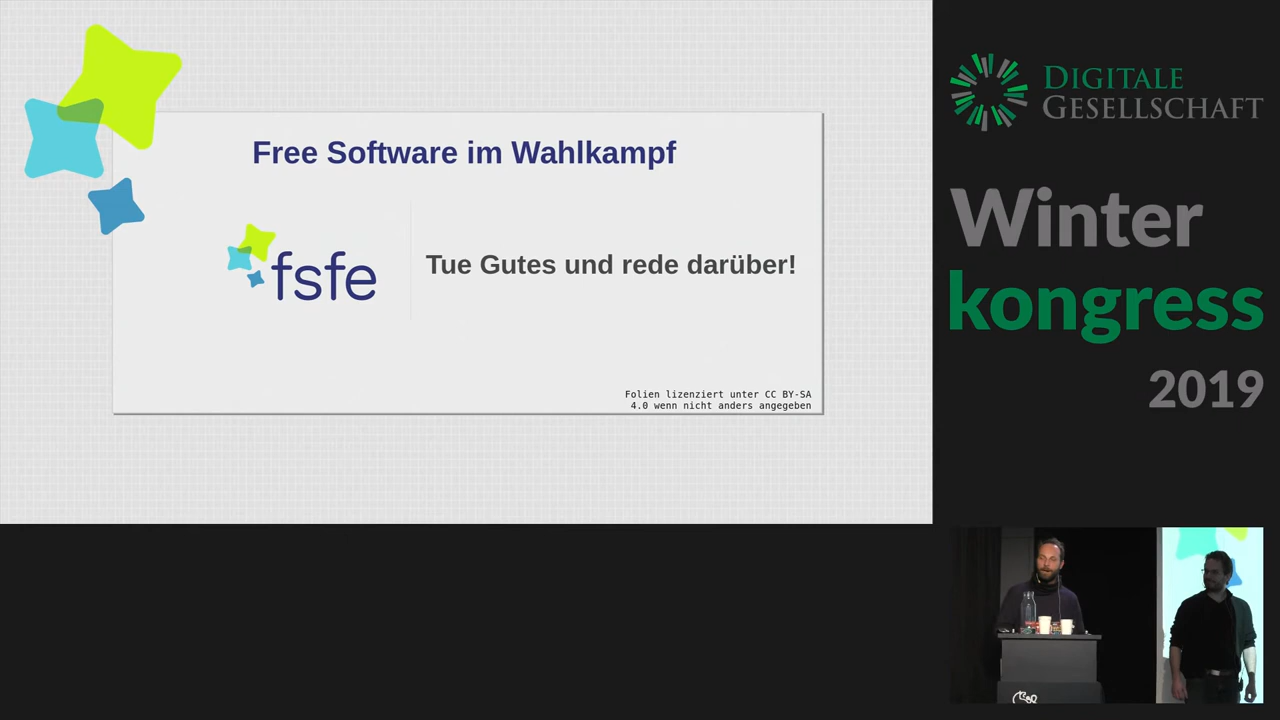 Free Software im Wahlkampf
fsfe
Tue Gutes und rede darüber!
Folien lizenziert unter CC BY-SA
4.0 wenn nicht anders angegeben
DIGITALE
GESELLSCHAFT
Winter
kongress
2019